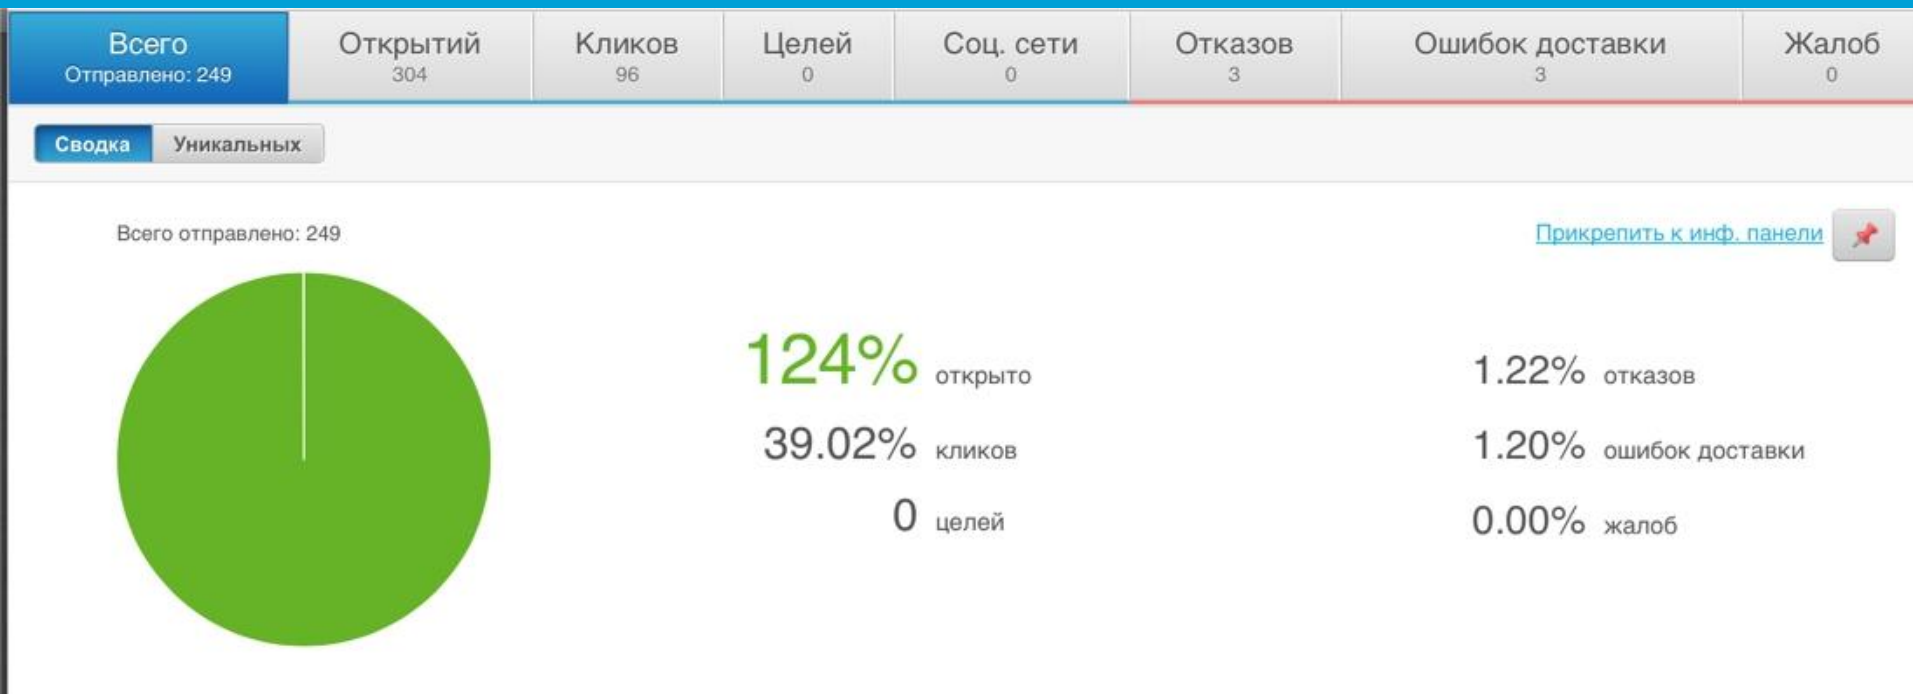 Всего
Отправлено: 249
Открытий
304
Кликов
96
Целей
0
Соц. сети
0
Отказов
3
Ошибок доставки
3
Жалоб
0
Сводка
Уникальных
Всего отправлено: 249
Прикрепить к инф. панели
124% открыто
39.02% кликов
0 целей
1.22% отказов
1.20% ошибок доставки
0.00% жалоб